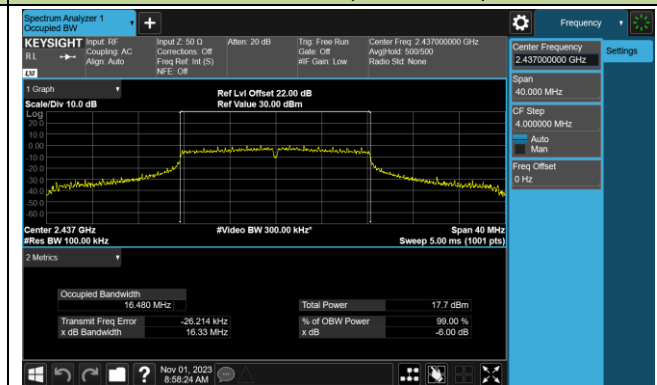 Spectrum Analyzer 1
Occupied BW
Frequency
KEYSIGHT
RL
Input: RF
Coupling: AC
Align: Auto
Input Z: 50 Ω
Corrections: Off
Freq Ref: Int (S)
NFE: Off
Atten: 20 dB
Trig: Free Run
Gate: Off
#IF Gain: Low
Center Freq: 2.437000000 GHz
Avg|Hold: 500/500
Radio Std: None
LXI
1 Graph
Scale/Div 10.0 dB
Ref Lvl Offset 22.00 dB
Ref Value 30.00 dBm
Log
20.0
10.0
0.00
-10.0
-20.0
-30.0
-40.0
-50.0
-60.0
Center 2.437 GHz
#Res BW 100.00 kHz
#Video BW 300.00 kHz*
Span 40 MHz
Sweep 5.00 ms (1001 pts)
2 Metrics
Occupied Bandwidth
16.480 MHz
Total Power 17.7 dBm
Transmit Freq Error -26.214 kHz
% of OBW Power 99.00 %
x dB Bandwidth 16.33 MHz
x dB -6.00 dB
Center Frequency
2.437000000 GHz
Settings
Span
40.000 MHz
CF Step
4.000000 MHz
Auto
Man
Freq Offset
0 Hz
Nov 01, 2023
8:58:24 AM